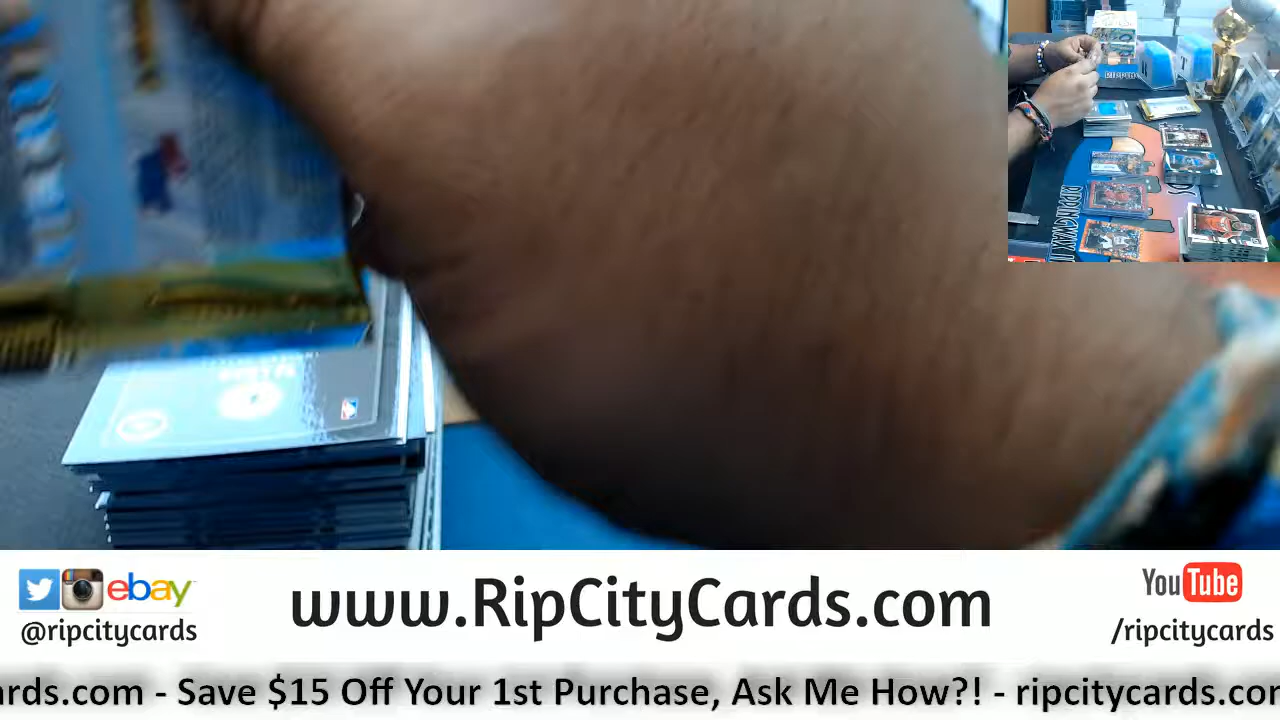 ebay
@ripcitycards
www.RipCityCards.com
YouTube
/ripcitycards
ards.com - Save $15 Off Your 1st Purchase, Ask Me How?! - ripcitycards.com